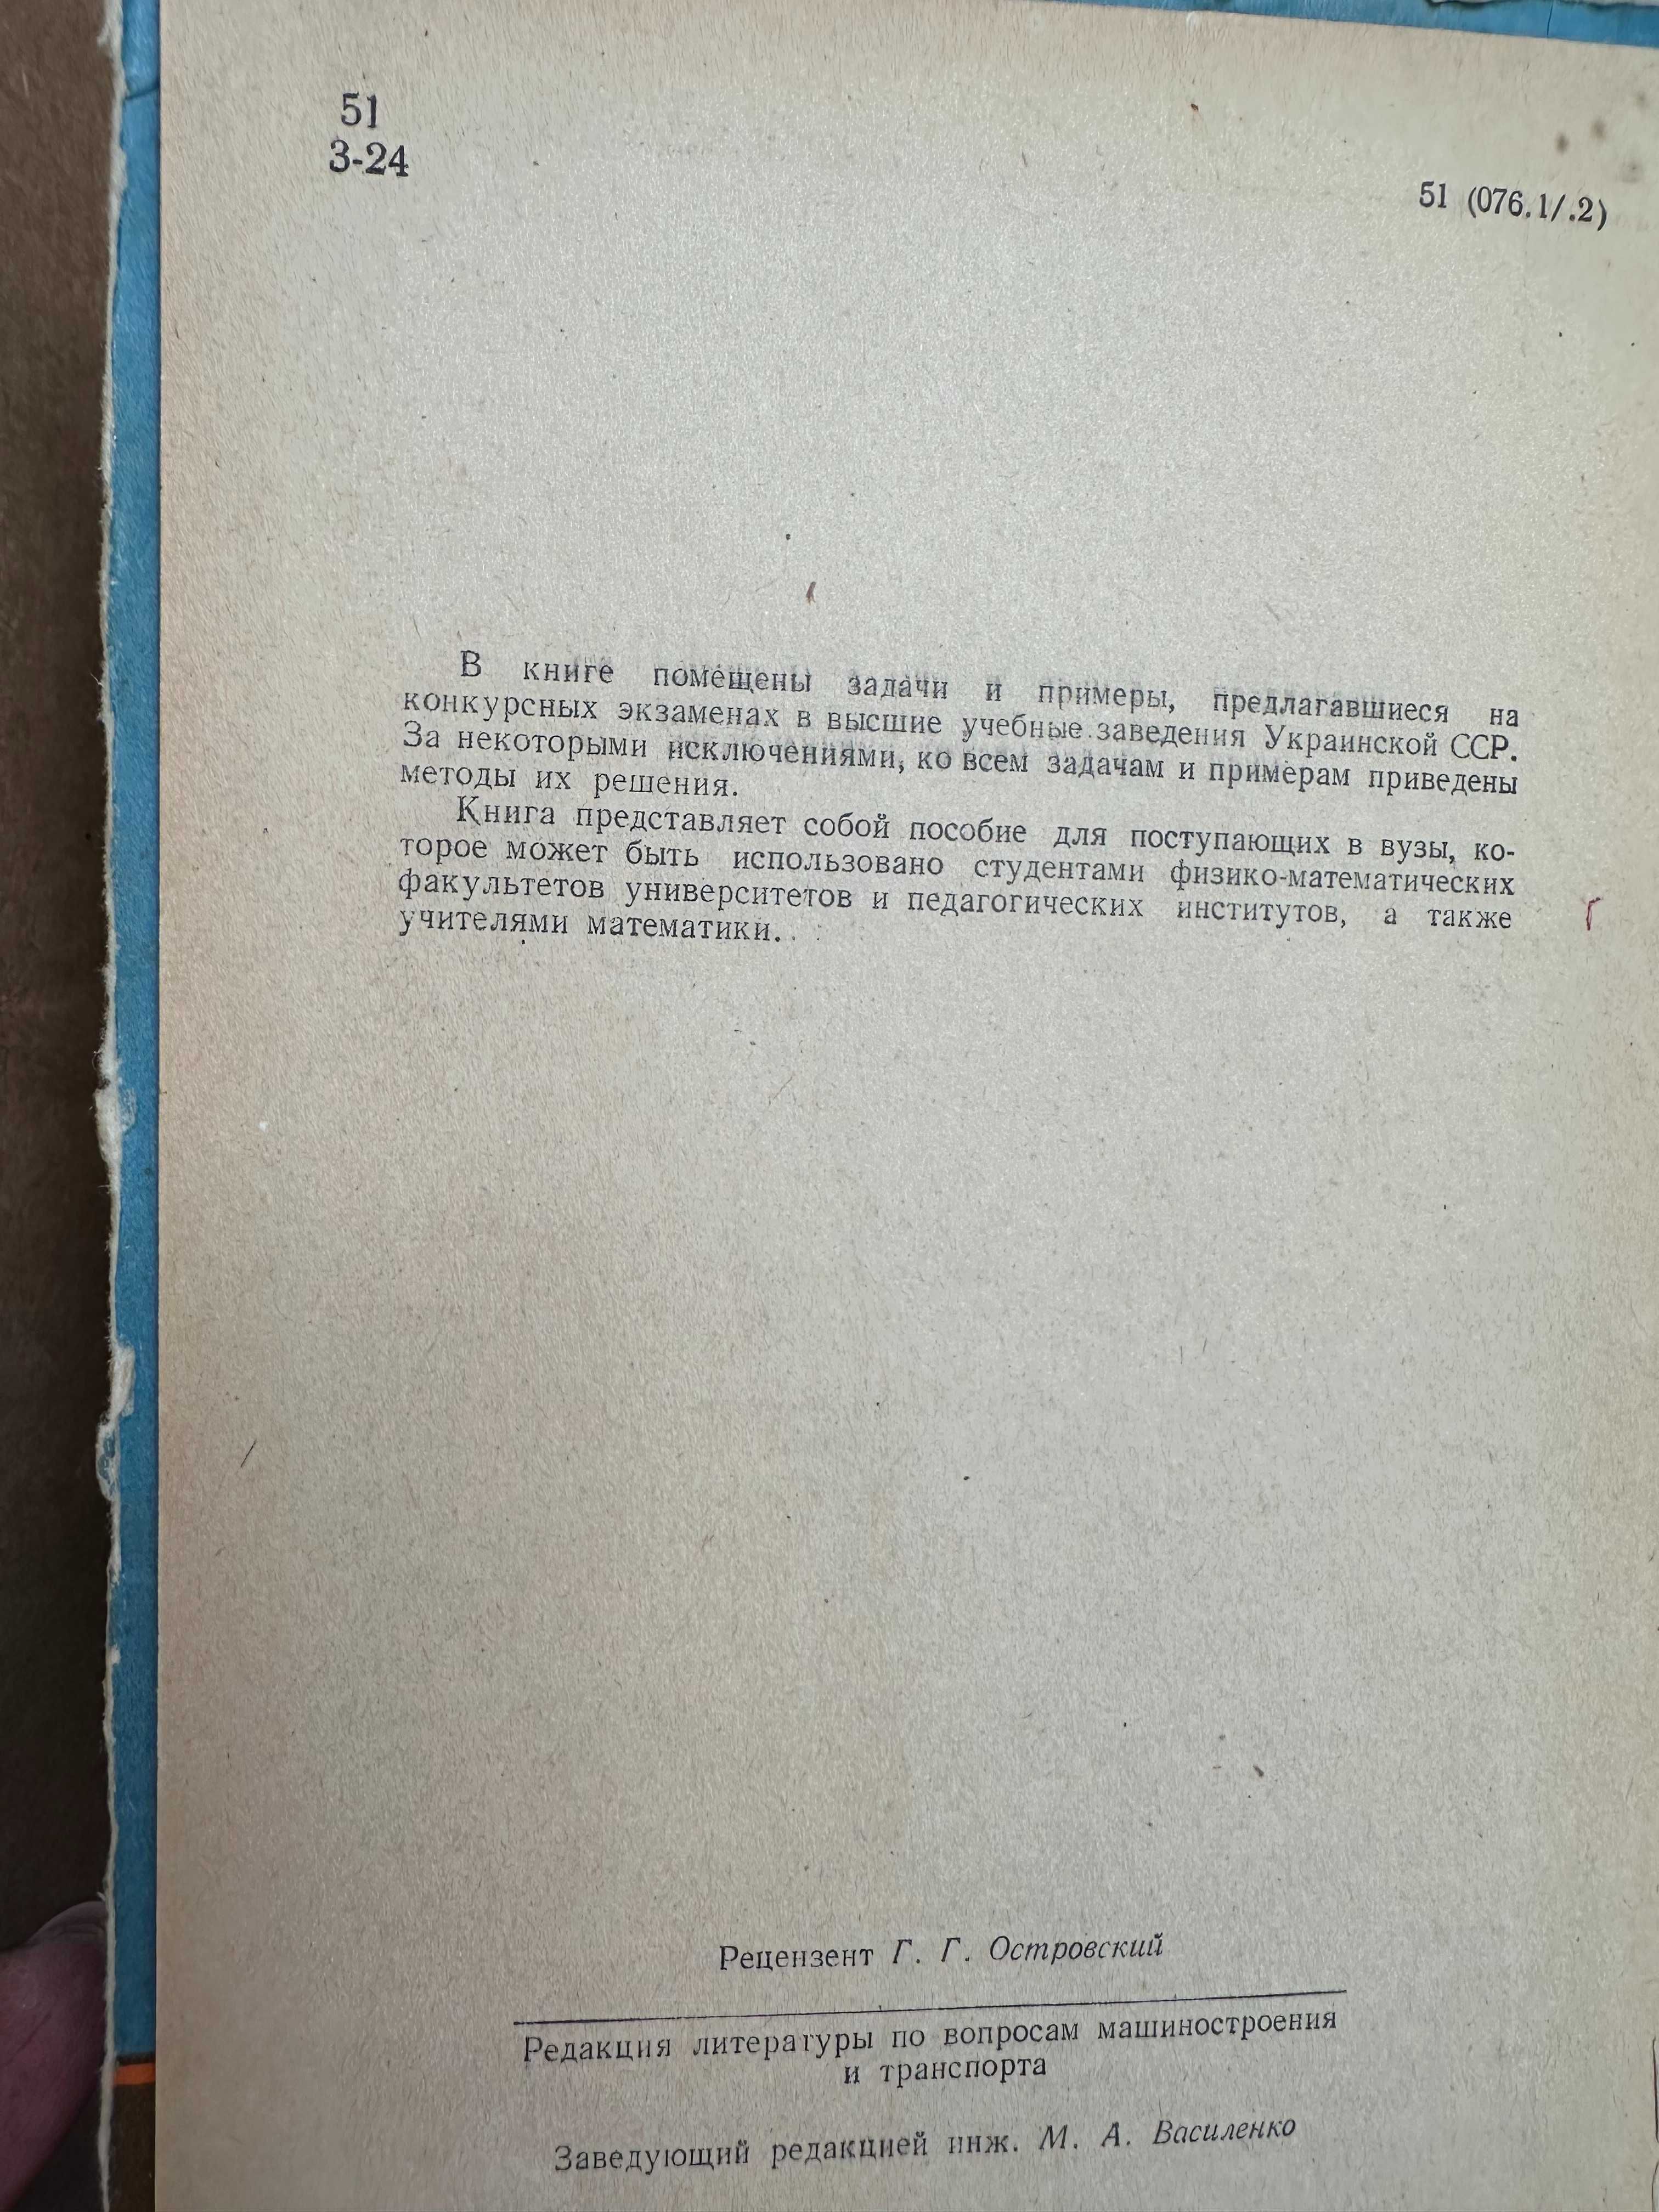 51
З-24
51 (076.1/.2)
В книге помещены задачи и примеры, предлагавшиеся на
конкурсных экзаменах в высшие учебные заведения Украинской ССР.
За некоторыми исключениями, ко всем задачам и примерам приведены
методы их решения.
Книга представляет собой пособие для поступающих в вузы, ко-
торое может быть использовано студентами физико-математических
факультетов университетов и педагогических институтов, а также
учителями математики.
Рецензент Г. Г. Островский
Редакция литературы по вопросам машиностроения
и транспорта
Заведующий редакцией инж. М. А. Василенко